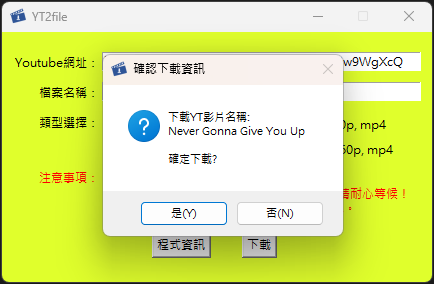 YT2file
Youtube網址：
w9WgXcQ
檔案名稱：
類型選擇：
0p, mp4
60p, mp4
注意事項：
請耐心等候！
。
確認下載資訊
下載YT影片名稱:
Never Gonna Give You Up
確定下載?
是(Y)
否(N)
程式資訊
下載